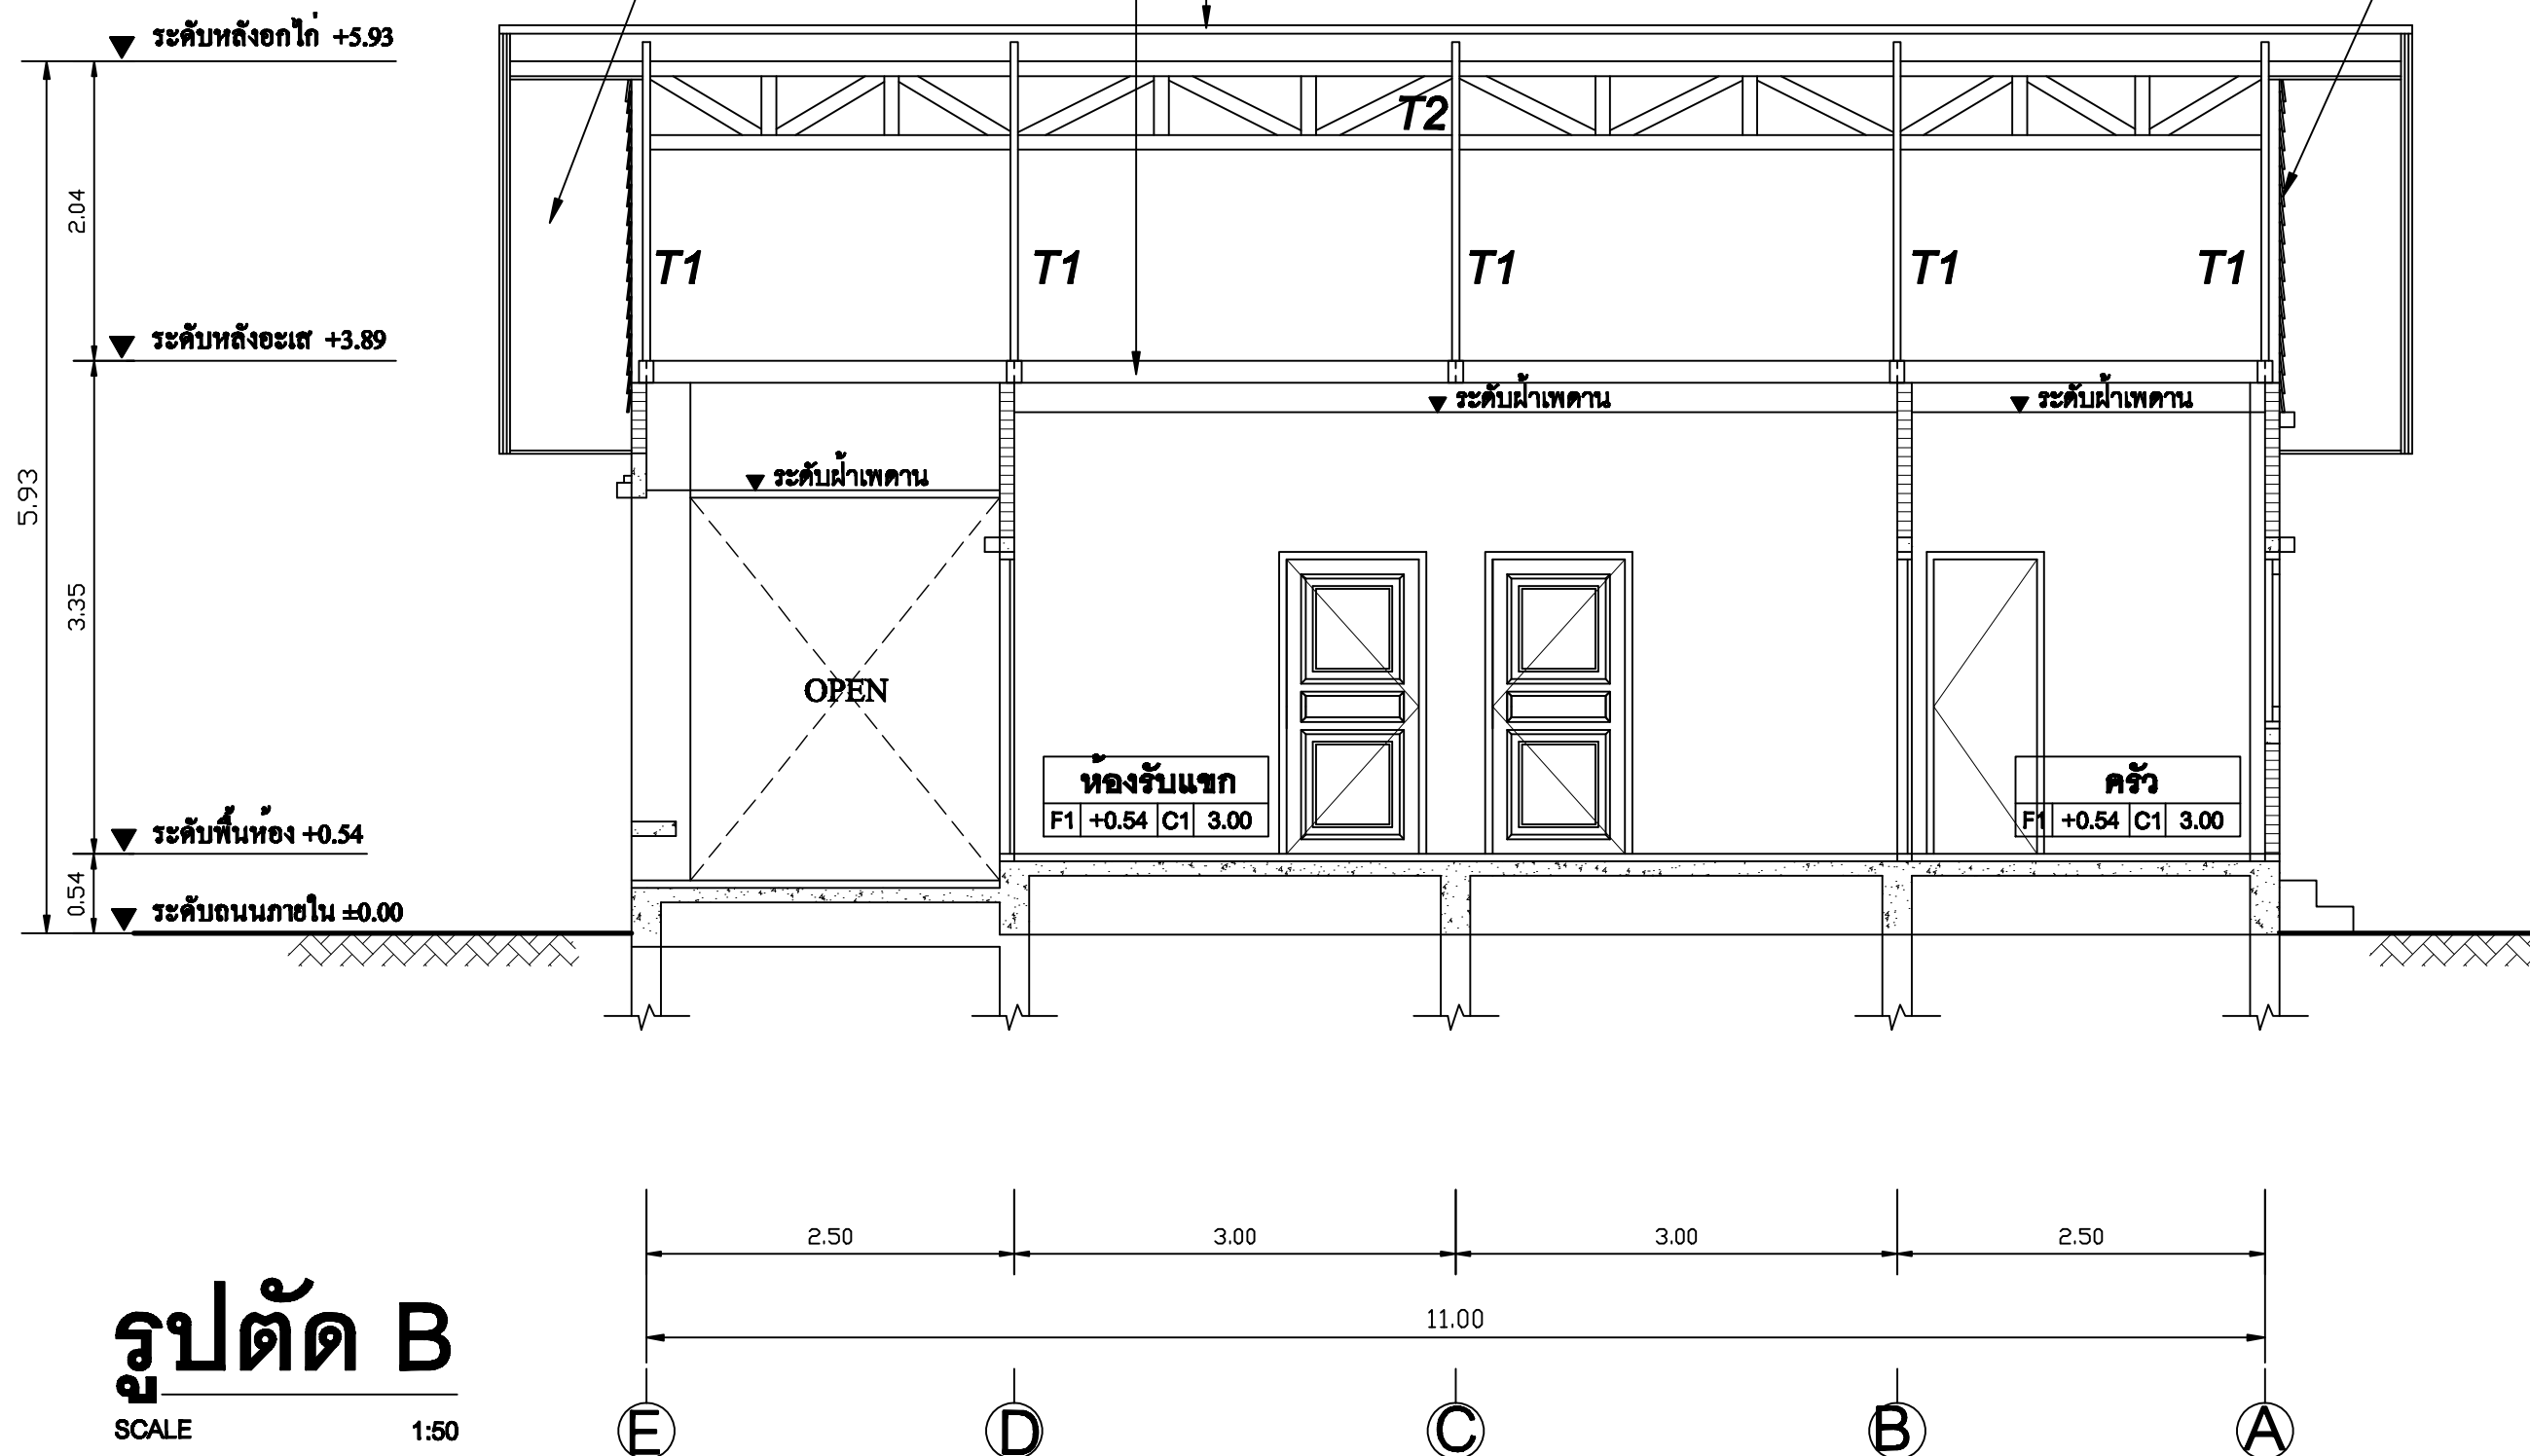 ระดับหลังอกไก่ +5.93
T2
2.04
T1 T1 T1 T1 T1
ระดับหลังอะเส +3.89
ระดับฝ้าเพดาน ระดับฝ้าเพดาน
ระดับฝ้าเพดาน
5.93
3.35
OPEN
ห้องรับแขก
F1 +0.54 C1 3.00
ครัว
F1 +0.54 C1 3.00
ระดับพื้นห้อง +0.54
0.54
ระดับถนนภายใน ±0.00
2.50 3.00 3.00 2.50
11.00
รูปตัด B
SCALE 1:50
E D C B A